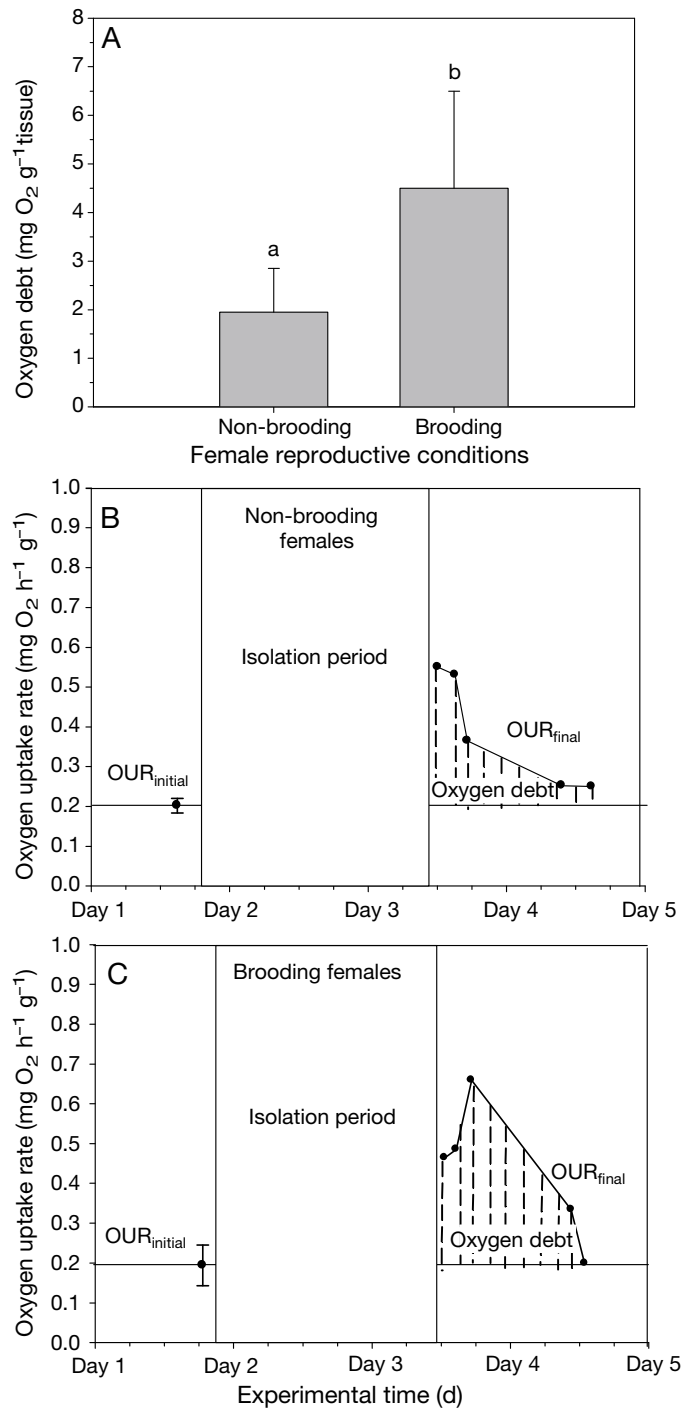 A
8
7
6
5
4
3
2
1
0
Oxygen debt (mg O₂ g⁻¹ tissue)
a
b
Non-brooding Brooding
Female reproductive conditions
B
1.0
0.9
0.8
0.7
0.6
0.5
0.4
0.3
0.2
0.1
0.0
Oxygen uptake rate (mg O₂ h⁻¹ g⁻¹)
Non-brooding
females
Isolation period
OURinitial
OURfinal
Oxygen debt
Day 1 Day 2 Day 3 Day 4 Day 5
C
1.0
0.9
0.8
0.7
0.6
0.5
0.4
0.3
0.2
0.1
0.0
Oxygen uptake rate (mg O₂ h⁻¹ g⁻¹)
Brooding females
Isolation period
OURinitial
OURfinal
Oxygen debt
Day 1 Day 2 Day 3 Day 4 Day 5
Experimental time (d)